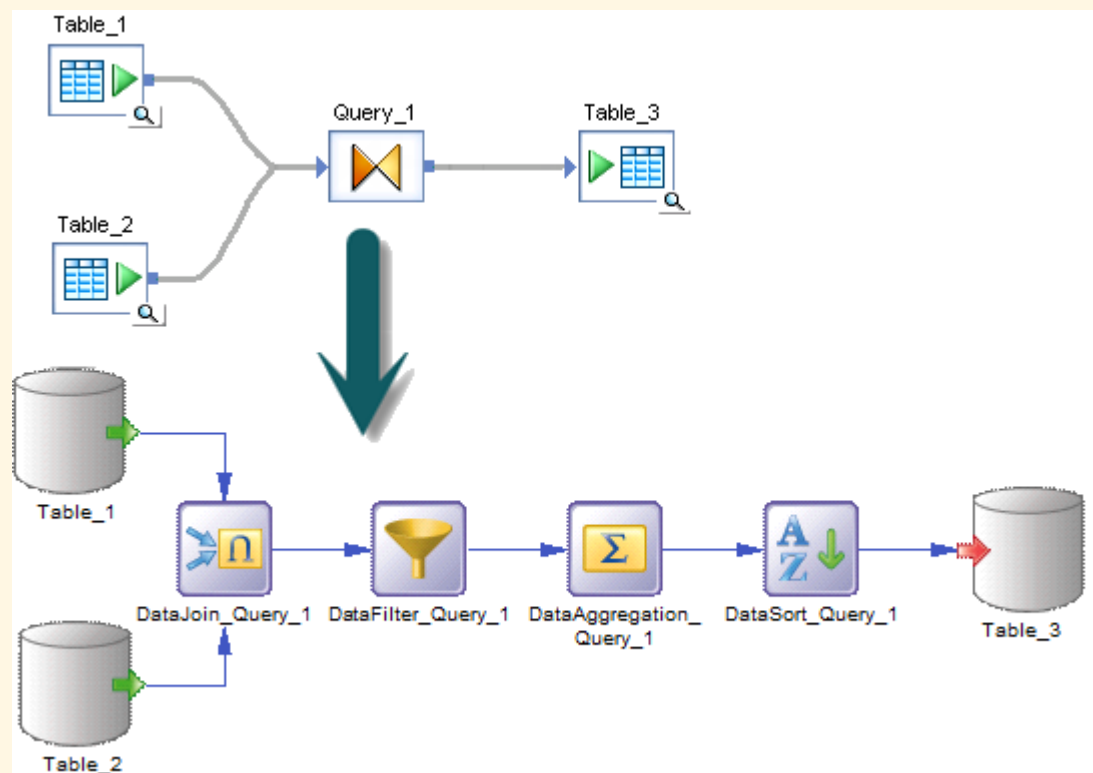 Table_1
Query_1
Table_3
Table_2
Table_1
DataJoin_Query_1
DataFilter_Query_1
Σ
DataAggregation_
Query_1
A
Z
DataSort_Query_1
Table_3
Table_2